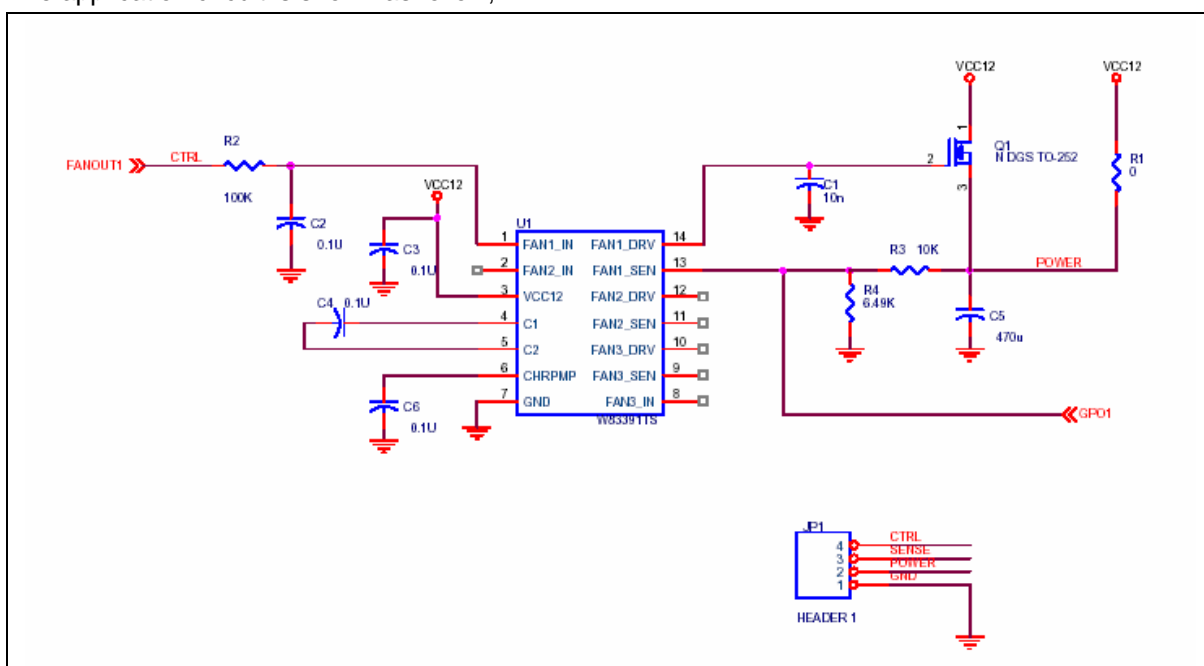 VCC12
VCC12
R2
FANOUT1
CTRL
100K
C2
0.1U
VCC12
C3
0.1U
C4
0.1U
C6
0.1U
U1
1 FAN1_IN FAN1_DRV 14
2 FAN2_IN FAN1_SEN 13
3 VCC12 FAN2_DRV 12
4 C1 FAN2_SEN 11
5 C2 FAN3_DRV 10
6 CHRPMP FAN3_SEN 9
7 GND FAN3_IN 8
W83391TS
1
2
3
Q1
N DGS TO-252
R1
0
C1
10n
R3 10K
POWER
R4
6.49K
C5
470u
GPO1
JP1
4 CTRL
3 SENSE
2 POWER
1 GND
HEADER 1